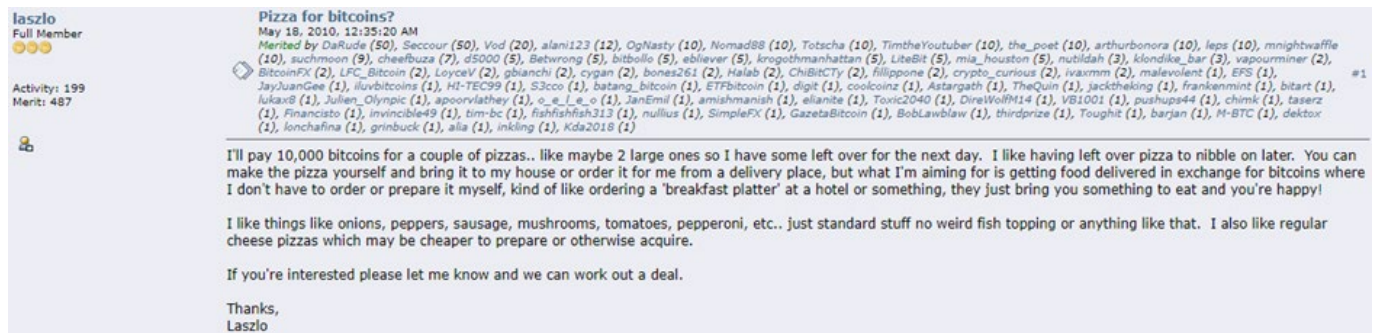 laszlo
Full Member
Activity: 199
Merit: 487
Pizza for bitcoins?
May 18, 2010, 12:35:20 AM
Merited by DaRude (50), Seccour (50), Vod (20), alani123 (12), OgNasty (10), Nomad88 (10), Totscha (10), TimtheYoutuber (10), the_poet (10), arthurbonora (10), leps (10), mnightwaffle
(10), suchmoon (9), cheefbuza (7), d5000 (5), Betwrong (5), bitbollo (5), ebliever (5), krogothmanhattan (5), LiteBit (5), mia_houston (5), nutildah (3), klondike_bar (3), vapourminer (2),
BitcoinFX (2), LFC_Bitcoin (2), LoyceV (2), gbianchi (2), cygan (2), bones261 (2), Halab (2), ChiBitCTy (2), fillippone (2), crypto_curious (2), ivaxmm (2), malevolent (1), EFS (1),
#1
JayJuanGee (1), iluvbitcoins (1), HI-TEC99 (1), S3cco (1), batang_bitcoin (1), ETFbitcoin (1), digit (1), coolcoinz (1), Astargath (1), TheQuin (1), jacktheking (1), frankenmint (1), bitart (1),
lukax8 (1), Julien_Olynpic (1), apoorvlathey (1), o_e_l_e_o (1), JanEmil (1), amishmanish (1), elianite (1), Toxic2040 (1), DireWolfM14 (1), VB1001 (1), pushups44 (1), chimk (1), taserz
(1), Financisto (1), invincible49 (1), tim-bc (1), fishfishfish313 (1), nullius (1), SimpleFX (1), GazetaBitcoin (1), BobLawblaw (1), thirdprize (1), Toughit (1), barjan (1), M-BTC (1), dektox
(1), lonchafina (1), grinbuck (1), alia (1), inkling (1), Kda2018 (1)
I'll pay 10,000 bitcoins for a couple of pizzas.. like maybe 2 large ones so I have some left over for the next day.  I like having left over pizza to nibble on later.  You can
make the pizza yourself and bring it to my house or order it for me from a delivery place, but what I'm aiming for is getting food delivered in exchange for bitcoins where
I don't have to order or prepare it myself, kind of like ordering a 'breakfast platter' at a hotel or something, they just bring you something to eat and you're happy!
I like things like onions, peppers, sausage, mushrooms, tomatoes, pepperoni, etc.. just standard stuff no weird fish topping or anything like that.  I also like regular
cheese pizzas which may be cheaper to prepare or otherwise acquire.
If you're interested please let me know and we can work out a deal.
Thanks,
Laszlo